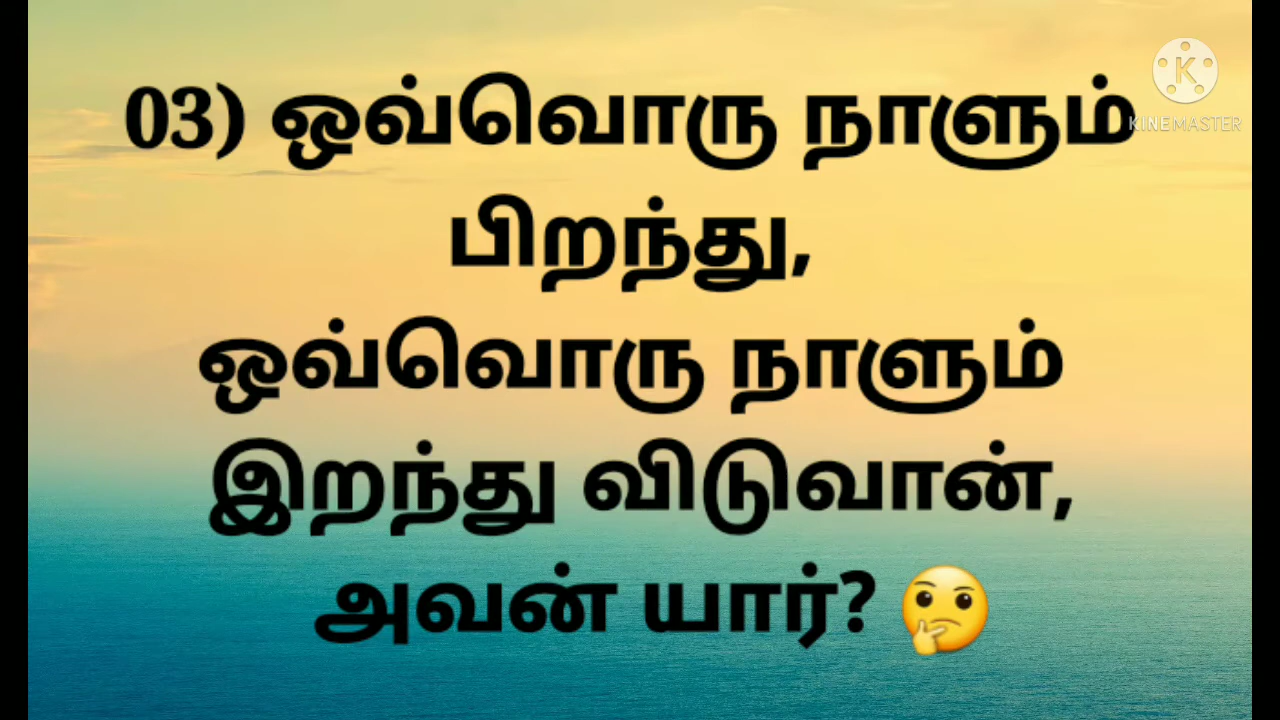 03) ஒவ்வொரு நாளும்
பிறந்து,
ஒவ்வொரு நாளும்
இறந்து விடுவான்,
அவன் யார்? 🤔
K
KINEMASTER